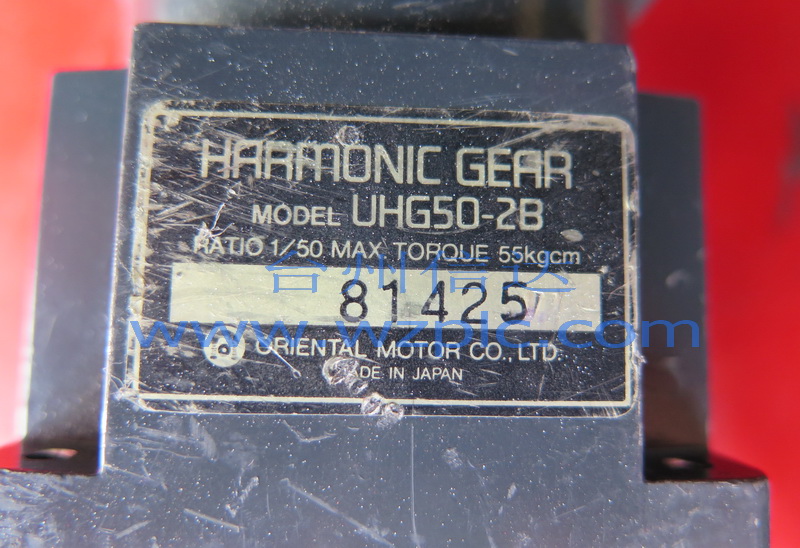 HARMONIC GEAR
MODEL UHG50-2B
RATIO 1/50 MAX TORQUE 55kgcm
台州信达
81425
www.wzplc.com
ORIENTAL MOTOR CO., LTD.
MADE IN JAPAN